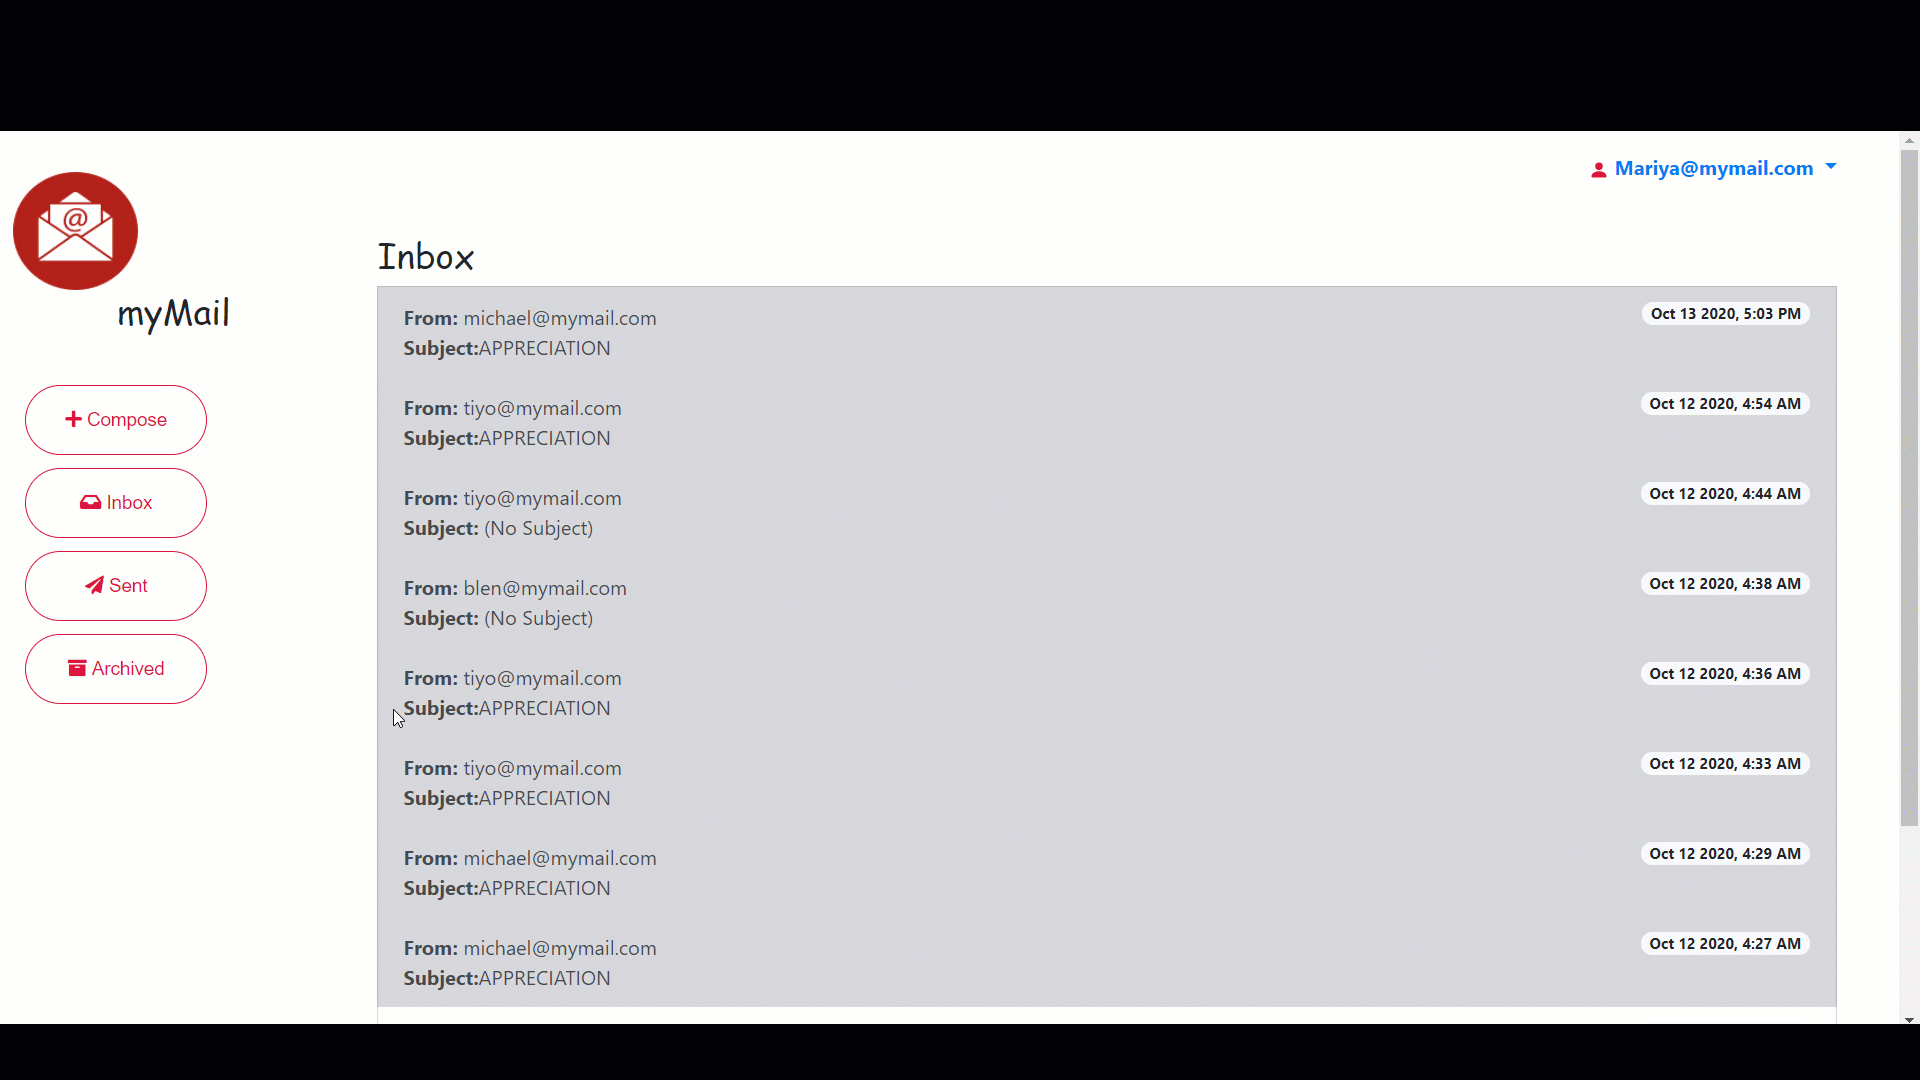 Mariya@mymail.com
@
myMail
Compose
Inbox
Sent
Archived
Inbox
From: michael@mymail.com Oct 13 2020, 5:03 PM
Subject:APPRECIATION
From: tiyo@mymail.com Oct 12 2020, 4:54 AM
Subject:APPRECIATION
From: tiyo@mymail.com Oct 12 2020, 4:44 AM
Subject: (No Subject)
From: blen@mymail.com Oct 12 2020, 4:38 AM
Subject: (No Subject)
From: tiyo@mymail.com Oct 12 2020, 4:36 AM
Subject:APPRECIATION
From: tiyo@mymail.com Oct 12 2020, 4:33 AM
Subject:APPRECIATION
From: michael@mymail.com Oct 12 2020, 4:29 AM
Subject:APPRECIATION
From: michael@mymail.com Oct 12 2020, 4:27 AM
Subject:APPRECIATION